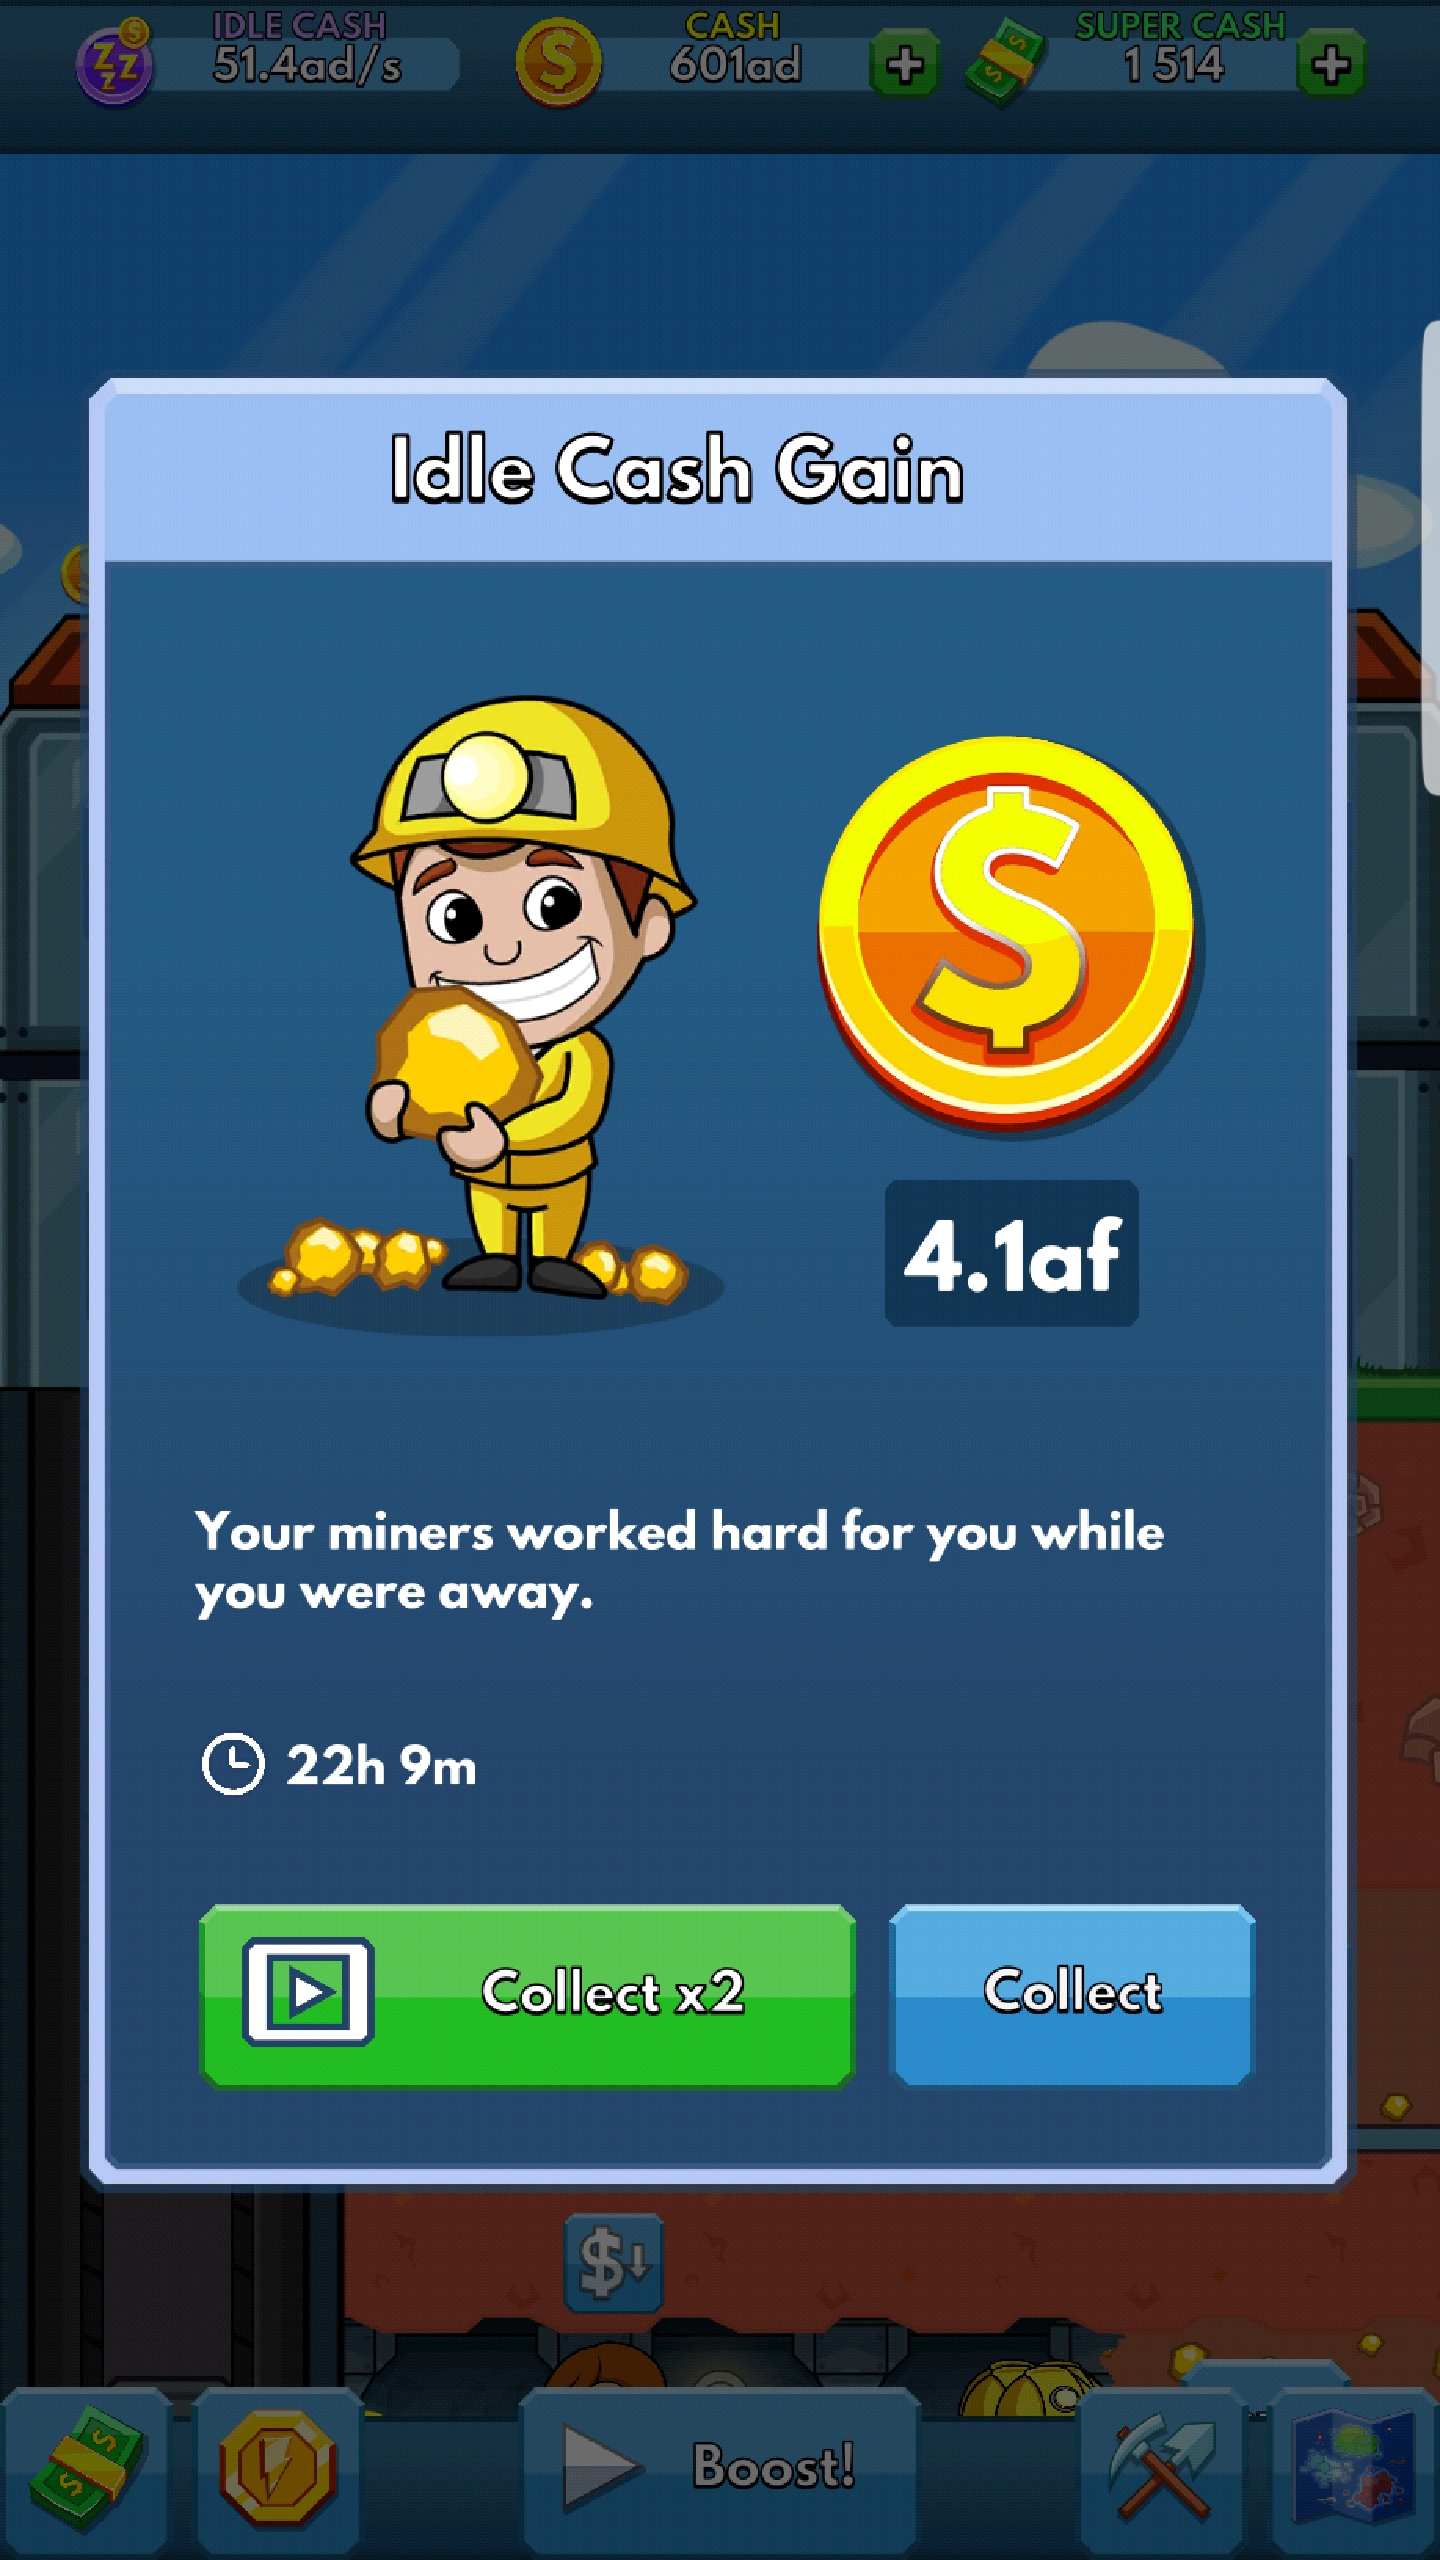 IDLE CASH
51.4ad/s
CASH
601ad
SUPER CASH
1 514
Idle Cash Gain
4.1af
Your miners worked hard for you while
you were away.
22h 9m
Collect x2
Collect
Boost!